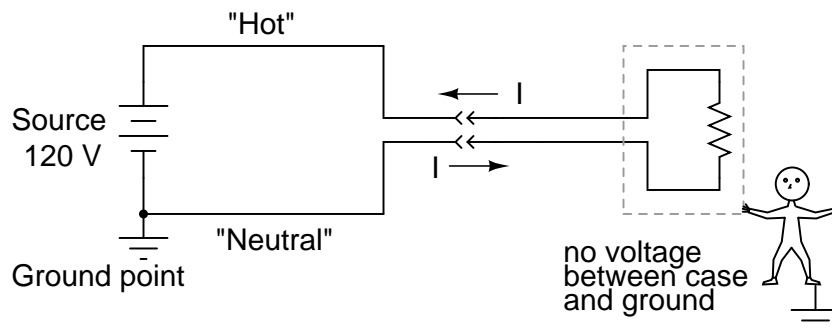 "Hot"
I
Source
120 V
I
"Neutral"
Ground point
no voltage
between case
and ground